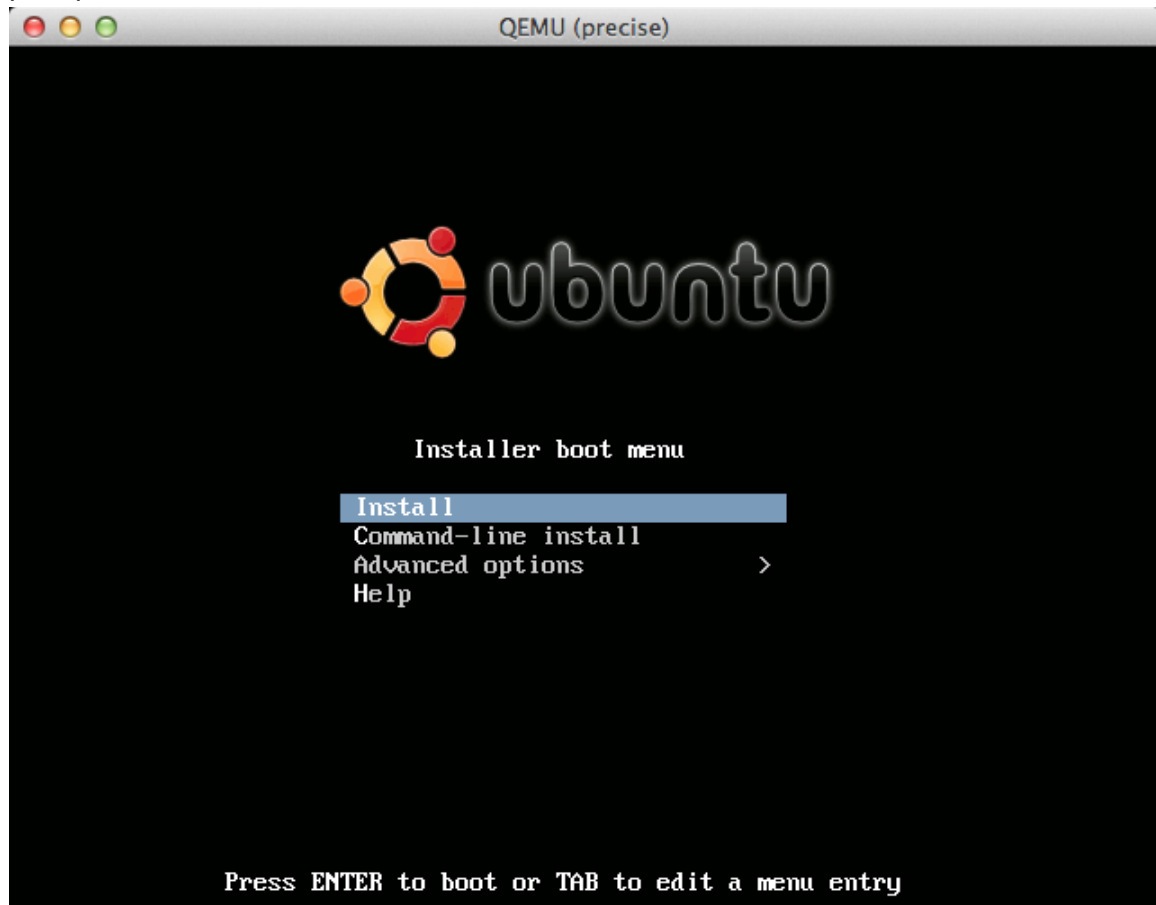 QEMU (precise)
ubuntu
Installer boot menu
Install
Command-line install
Advanced options >
Help
Press ENTER to boot or TAB to edit a menu entry